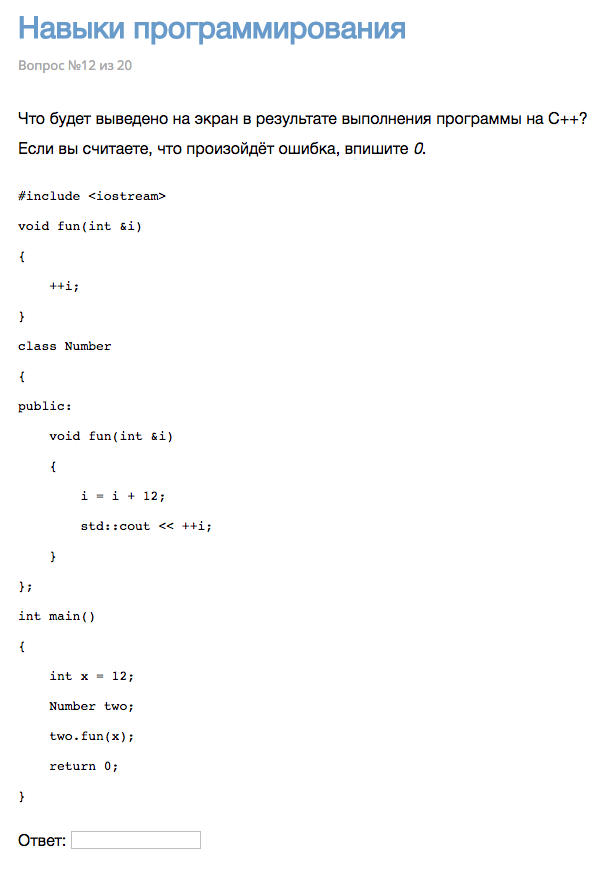 Навыки программирования
Вопрос №12 из 20
Что будет выведено на экран в результате выполнения программы на C++?
Если вы считаете, что произойдёт ошибка, впишите 0.
#include <iostream>
void fun(int &i)
{
    ++i;
}
class Number
{
public:
    void fun(int &i)
    {
        i = i + 12;
        std::cout << ++i;
    }
};
int main()
{
    int x = 12;
    Number two;
    two.fun(x);
    return 0;
}
Ответ: